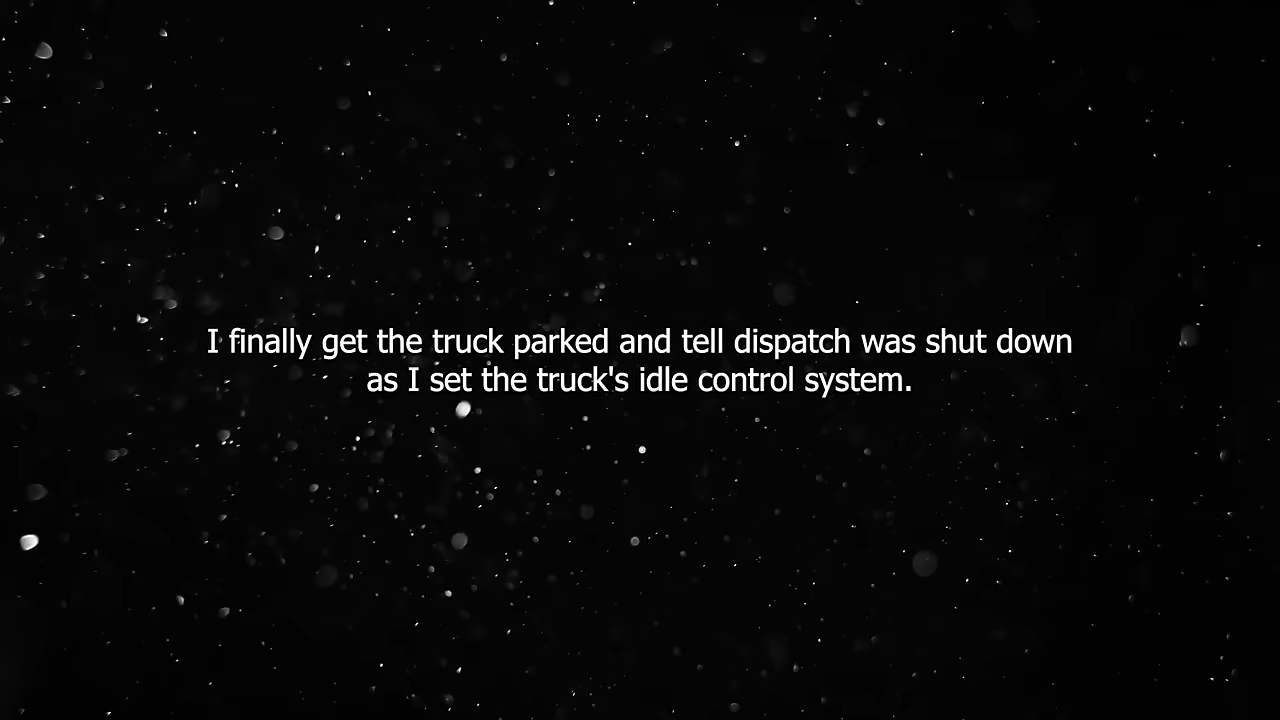 I finally get the truck parked and tell dispatch was shut down
as I set the truck's idle control system.